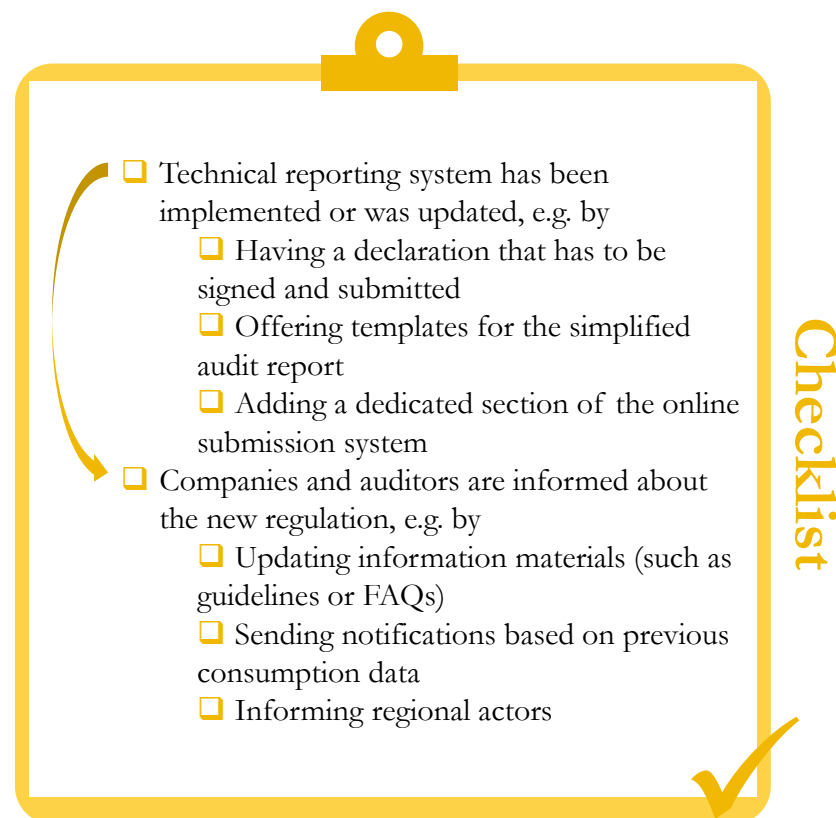 Technical reporting system has been
implemented or was updated, e.g. by
Having a declaration that has to be
signed and submitted
Offering templates for the simplified
audit report
Adding a dedicated section of the online
submission system
Companies and auditors are informed about
the new regulation, e.g. by
Updating information materials (such as
guidelines or FAQs)
Sending notifications based on previous
consumption data
Informing regional actors
Checklist